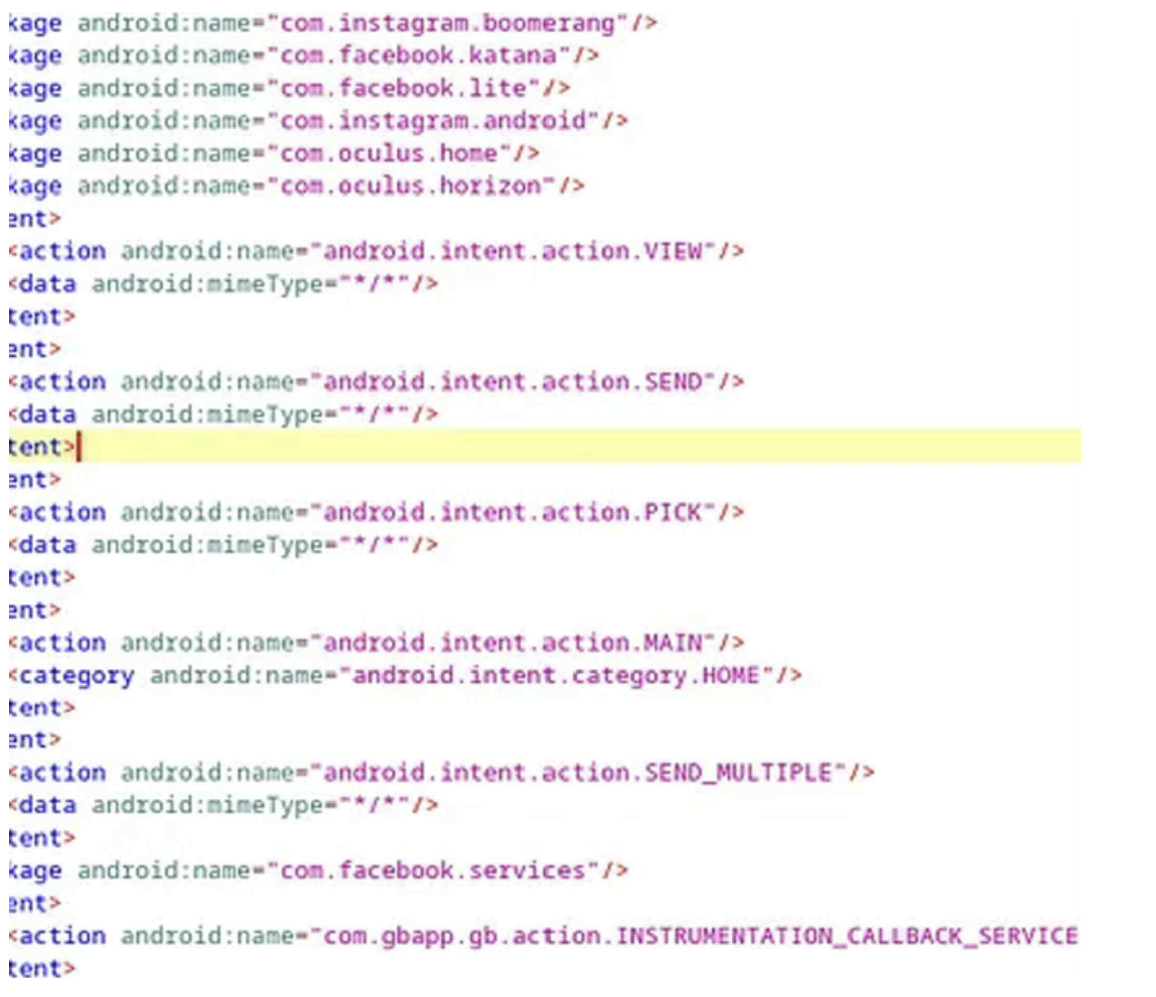 kage android:name="com.instagram.boomerang"/>
kage android:name="com.facebook.katana"/>
kage android:name="com.facebook.lite"/>
kage android:name="com.instagram.android"/>
kage android:name="com.oculus.home"/>
kage android:name="com.oculus.horizon"/>
ent>
<action android:name="android.intent.action.VIEW"/>
<data android:mimeType="*/*"/>
tent>
ent>
<action android:name="android.intent.action.SEND"/>
<data android:mimeType="*/*"/>
tent>
ent>
<action android:name="android.intent.action.PICK"/>
<data android:mimeType="*/*"/>
tent>
ent>
<action android:name="android.intent.action.MAIN"/>
<category android:name="android.intent.category.HOME"/>
tent>
ent>
<action android:name="android.intent.action.SEND_MULTIPLE"/>
<data android:mimeType="*/*"/>
tent>
kage android:name="com.facebook.services"/>
ent>
<action android:name="com.gbapp.gb.action.INSTRUMENTATION_CALLBACK_SERVICE
tent>